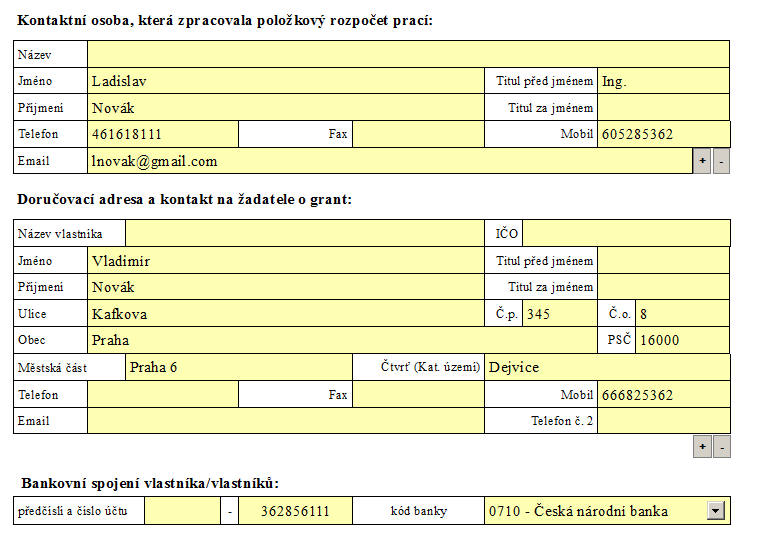 Kontaktní osoba, která zpracovala položkový rozpočet prací:
Název
Jméno Ladislav Titul před jménem Ing.
Příjmení Novák Titul za jménem
Telefon 461618111 Fax Mobil 605285362
Email lnovak@gmail.com + -
Doručovací adresa a kontakt na žadatele o grant:
Název vlastníka IČO
Jméno Vladimír Titul před jménem
Příjmení Novák Titul za jménem
Ulice Kafkova Č.p. 345 Č.o. 8
Obec Praha PSČ 16000
Městská část Praha 6 Čtvrť (Kat. území) Dejvice
Telefon Fax Mobil 666825362
Email Telefon č. 2
+ -
Bankovní spojení vlastníka/vlastníků:
předčíslí a číslo účtu - 362856111 kód banky 0710 - Česká národní banka